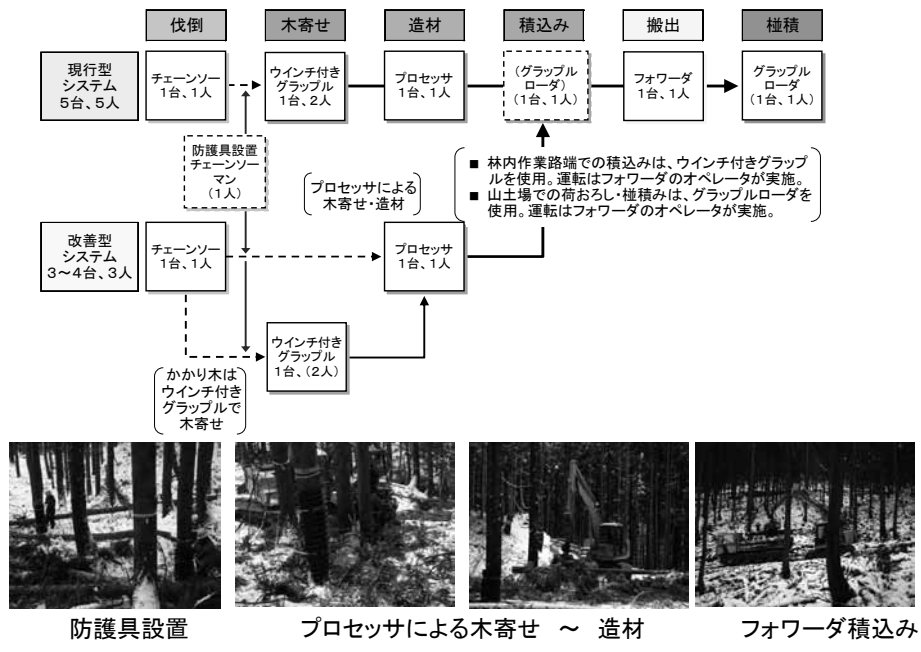 伐倒
木寄せ
造材
積込み
搬出
椪積
現行型
システム
5台、5人
チェーンソー
1台、1人
ウインチ付き
グラップル
1台、2人
プロセッサ
1台、1人
(グラップル
ローダ)
(1台、1人)
フォワーダ
1台、1人
グラップル
ローダ
(1台、1人)
防護具設置
チェーンソー
マン
(1人)
プロセッサによる
木寄せ・造材
■ 林内作業路端での積込みは、ウインチ付きグラップ
ルを使用。運転はフォワーダのオペレータが実施。
■ 山土場での荷おろし・椪積みは、グラップルローダを
使用。運転はフォワーダのオペレータが実施。
改善型
システム
3～4台、3人
チェーンソー
1台、1人
プロセッサ
1台、1人
ウインチ付き
グラップル
1台、(2人)
かかり木は
ウインチ付き
グラップルで
木寄せ
防護具設置
プロセッサによる木寄せ ～ 造材
フォワーダ積込み